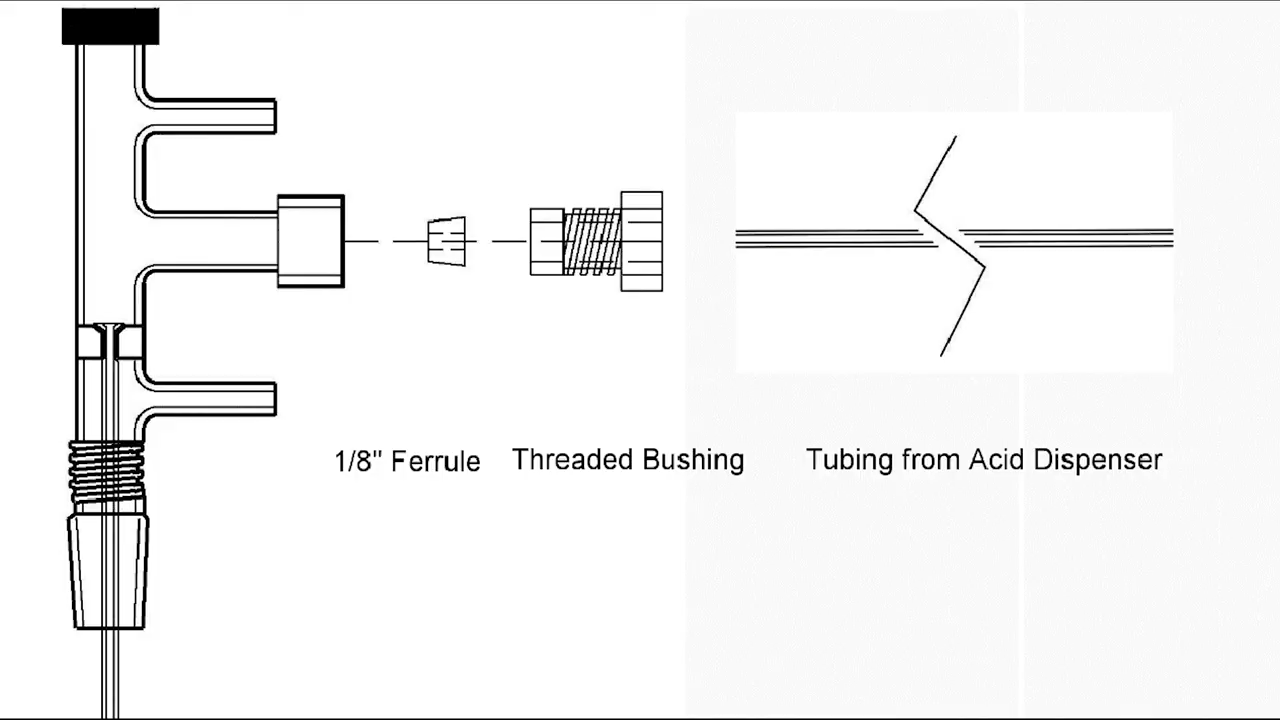 1/8" Ferrule
Threaded Bushing
Tubing from Acid Dispenser